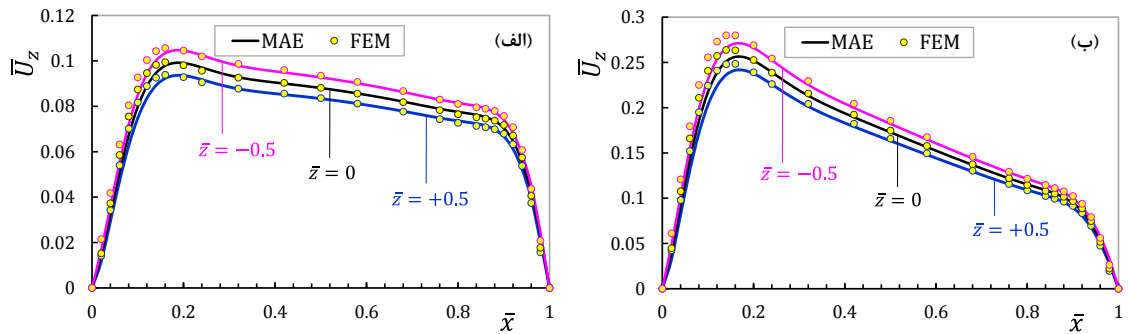 0.12
0.1
0.08
0.06
0.04
0.02
0
Ū_z
MAE FEM
(الف)
z̄ = −0.5
z̄ = 0
z̄ = +0.5
0 0.2 0.4 0.6 0.8 1
x̄
0.3
0.25
0.2
0.15
0.1
0.05
0
Ū_z
MAE FEM
(ب)
z̄ = −0.5
z̄ = 0
z̄ = +0.5
0 0.2 0.4 0.6 0.8 1
x̄